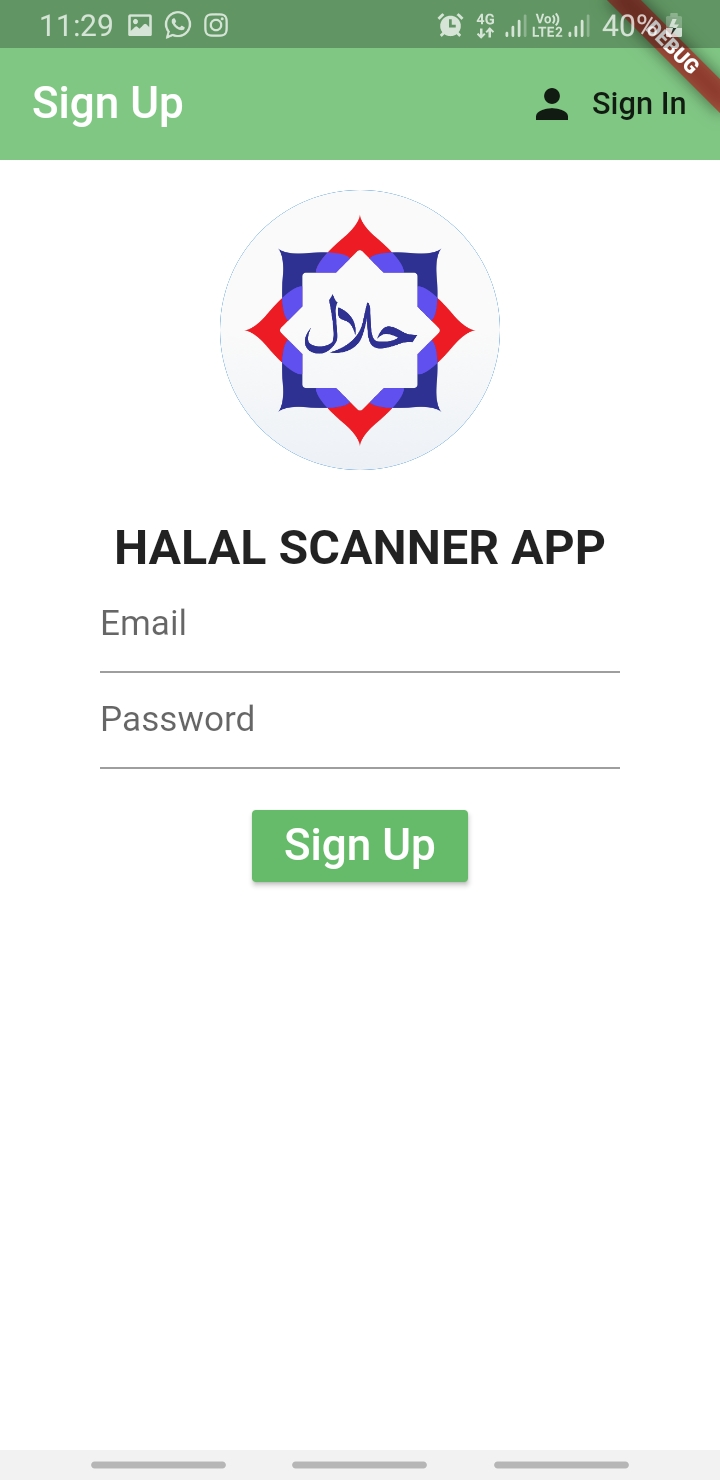 11:29
4G
Vo))
LTE2
40%
DEBUG
Sign Up
Sign In
حلال
HALAL SCANNER APP
Email
Password
Sign Up